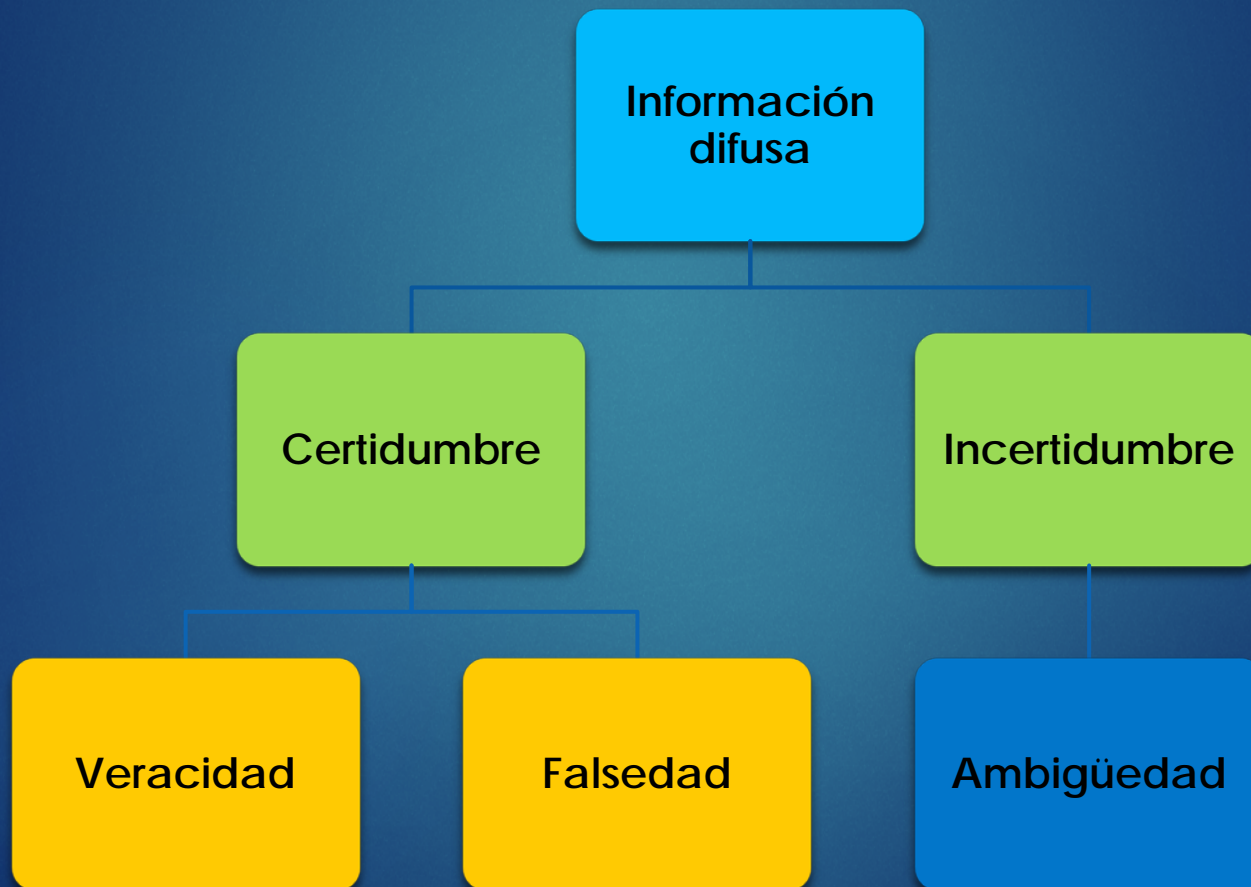 Información
difusa
Certidumbre
Incertidumbre
Veracidad
Falsedad
Ambigüedad